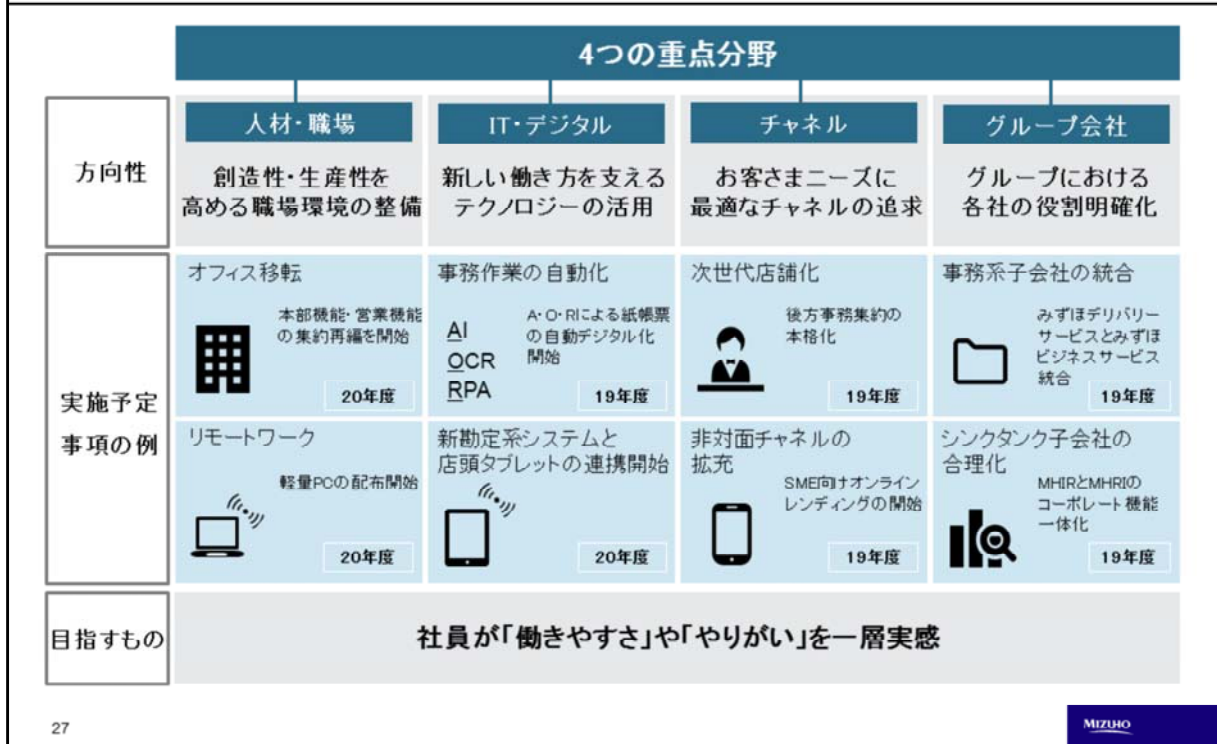 4つの重点分野
方向性
人材・職場
創造性・生産性を
高める職場環境の整備
IT・デジタル
新しい働き方を支える
テクノロジーの活用
チャネル
お客さまニーズに
最適なチャネルの追求
グループ会社
グループにおける
各社の役割明確化
実施予定
事項の例
オフィス移転
本部機能・営業機能
の集約再編を開始
20年度
事務作業の自動化
AI
OCR
RPA
A・O・Rによる紙帳票
の自動デジタル化
開始
19年度
次世代店舗化
後方事務集約の
本格化
19年度
事務系子会社の統合
みずほデリバリー
サービスとみずほ
ビジネスサービス
統合
19年度
リモートワーク
軽量PCの配布開始
20年度
新勘定系システムと
店頭タブレットの連携開始
20年度
非対面チャネルの
拡充
SME向けオンライン
レンディングの開始
19年度
シンクタンク子会社の
合理化
MHIRとMHRIの
コーポレート機能
一体化
19年度
目指すもの
社員が「働きやすさ」や「やりがい」を一層実感
27
MIZUHO